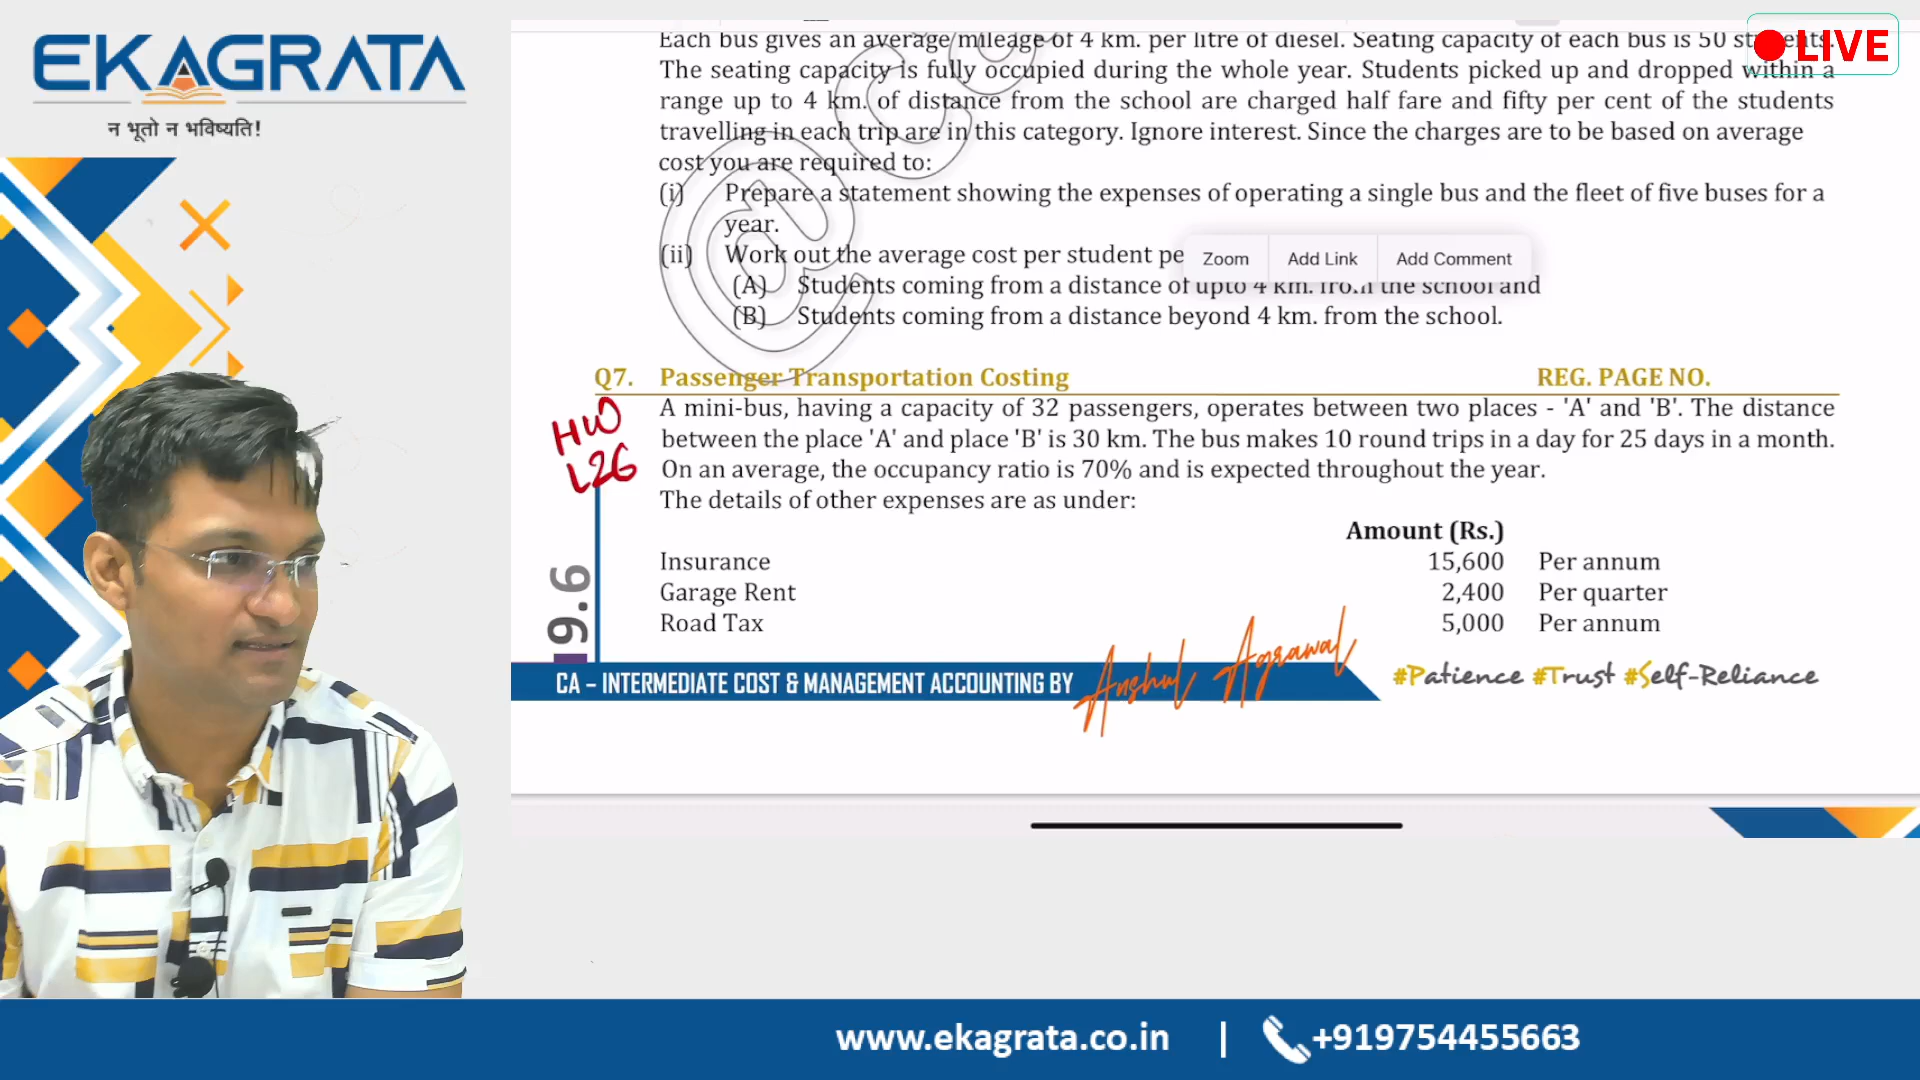 EKAGRATA
न भूतो न भविष्यति!
LIVE
Each bus gives an average mileage of 4 km. per litre of diesel. Seating capacity of each bus is 50 students.
The seating capacity is fully occupied during the whole year. Students picked up and dropped within a
range up to 4 km. of distance from the school are charged half fare and fifty per cent of the students
travelling in each trip are in this category. Ignore interest. Since the charges are to be based on average
cost you are required to:
(i) Prepare a statement showing the expenses of operating a single bus and the fleet of five buses for a
year.
(ii) Work out the average cost per student pe
Zoom Add Link Add Comment
(A) Students coming from a distance of upto 4 km. from the school and
(B) Students coming from a distance beyond 4 km. from the school.
Q7. Passenger Transportation Costing REG. PAGE NO.
HW
L26
A mini-bus, having a capacity of 32 passengers, operates between two places - 'A' and 'B'. The distance
between the place 'A' and place 'B' is 30 km. The bus makes 10 round trips in a day for 25 days in a month.
On an average, the occupancy ratio is 70% and is expected throughout the year.
The details of other expenses are as under:
Amount (Rs.)
Insurance 15,600 Per annum
Garage Rent 2,400 Per quarter
Road Tax 5,000 Per annum
19.6
CA – INTERMEDIATE COST & MANAGEMENT ACCOUNTING BY Anshul Agrawal
#Patience #Trust #Self-Reliance
www.ekagrata.co.in | +919754455663